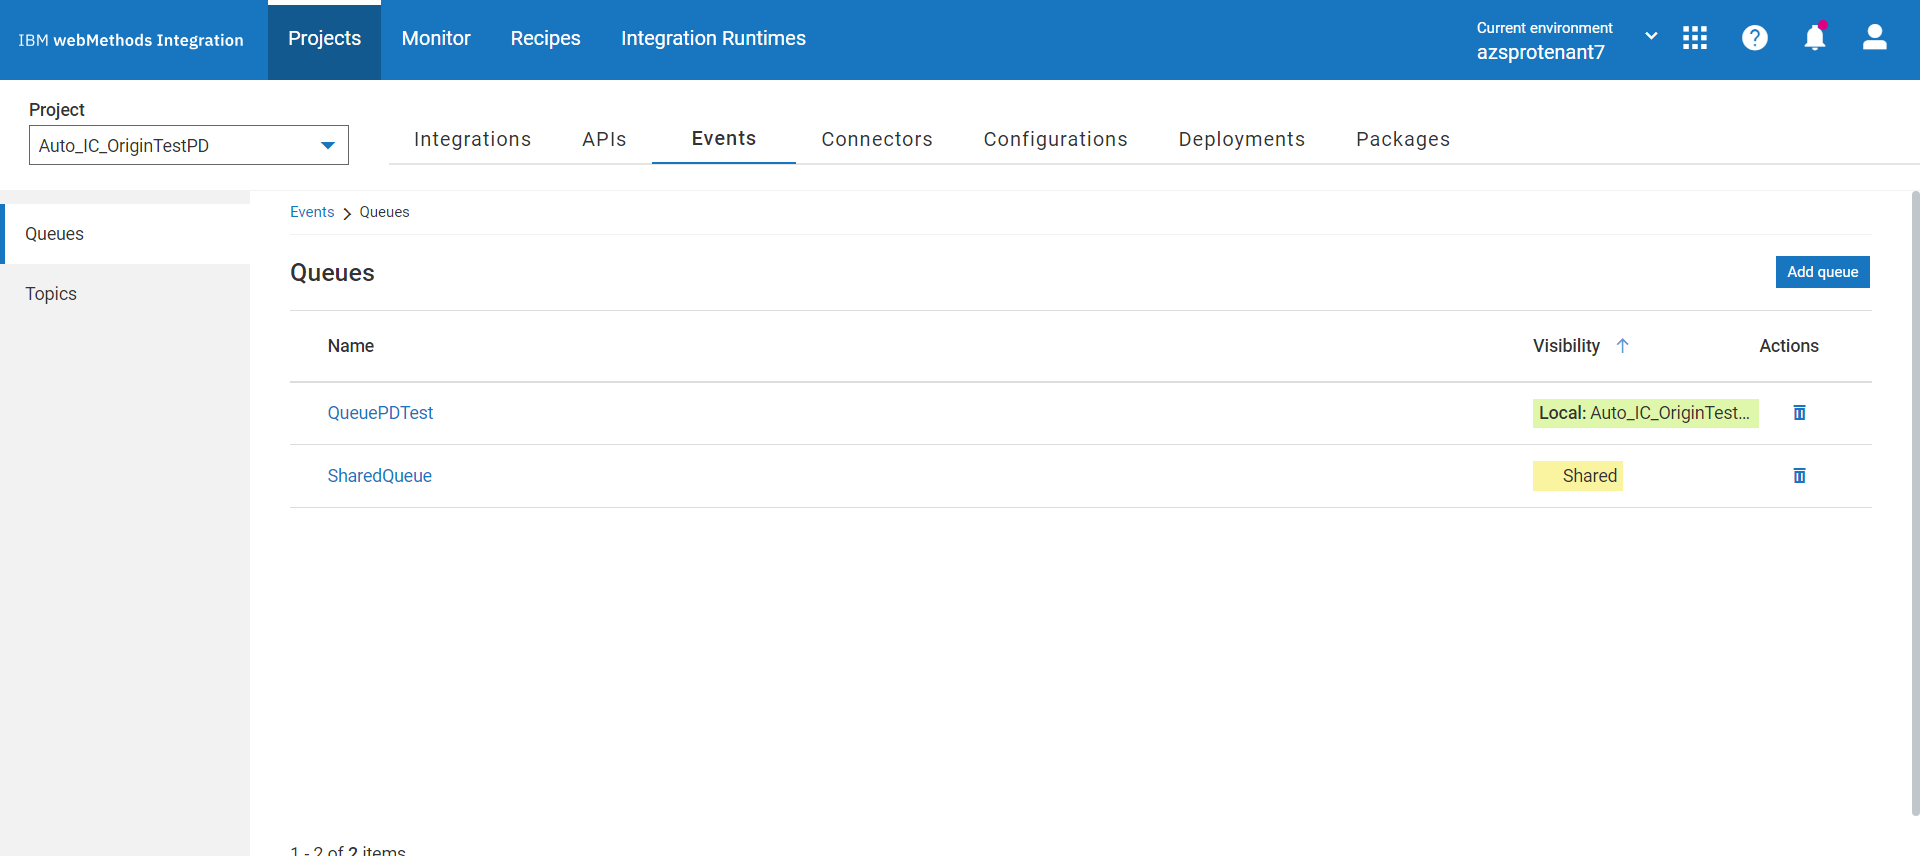 IBM webMethods Integration
Projects
Monitor
Recipes
Integration Runtimes
Current environment
azsprotenant7
Project
Auto_IC_OriginTestPD
Integrations
APIs
Events
Connectors
Configurations
Deployments
Packages
Queues
Topics
Events > Queues
Queues
Add queue
Name
Visibility
Actions
QueuePDTest
Local: Auto_IC_OriginTest...
SharedQueue
Shared
1 - 2 of 2 items